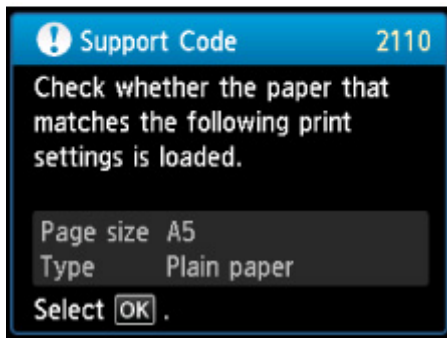 Support Code 2110
Check whether the paper that
matches the following print
settings is loaded.
Page size A5
Type Plain paper
Select OK .